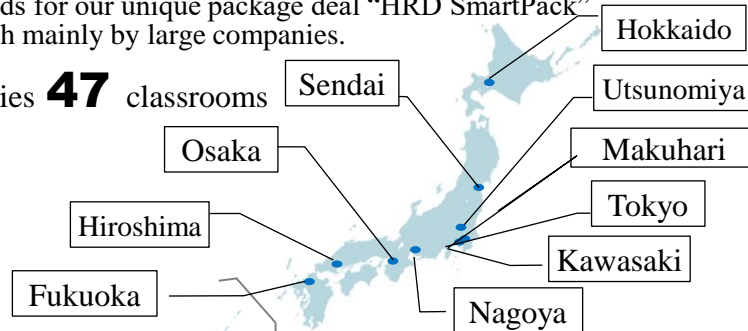 ds for our unique package deal “HRD SmartPack”
h mainly by large companies.
ies 47 classrooms
Hokkaido
Sendai
Utsunomiya
Osaka
Makuhari
Tokyo
Hiroshima
Kawasaki
Fukuoka
Nagoya